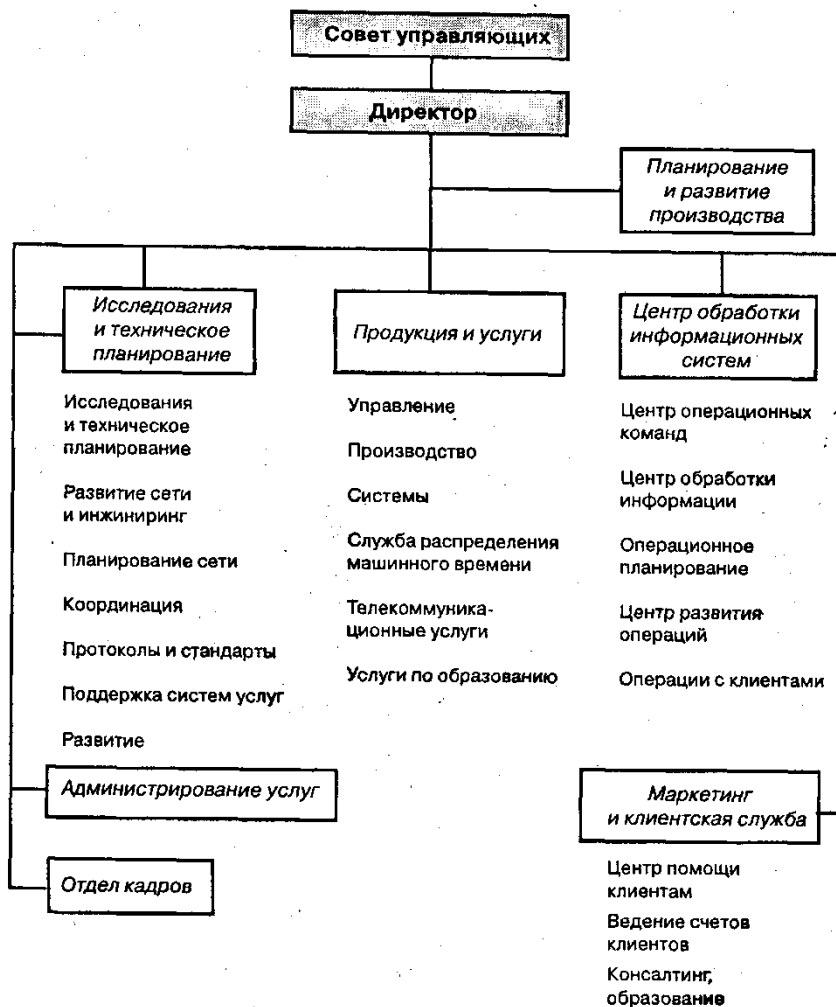 Совет управляющих
Директор
Планирование
и развитие
производства
Исследования
и техническое
планирование
Продукция и услуги
Центр обработки
информационных
систем
Исследования
и техническое
планирование
Развитие сети
и инжиниринг
Планирование сети
Координация
Протоколы и стандарты
Поддержка систем услуг
Развитие
Управление
Производство
Системы
Служба распределения
машинного времени
Телекоммуника-
ционные услуги
Услуги по образованию
Центр операционных
команд
Центр обработки
информации
Операционное
планирование
Центр развития
операций
Операции с клиентами
Администрирование услуг
Отдел кадров
Маркетинг
и клиентская служба
Центр помощи
клиентам
Ведение счетов
клиентов
Консалтинг,
образование